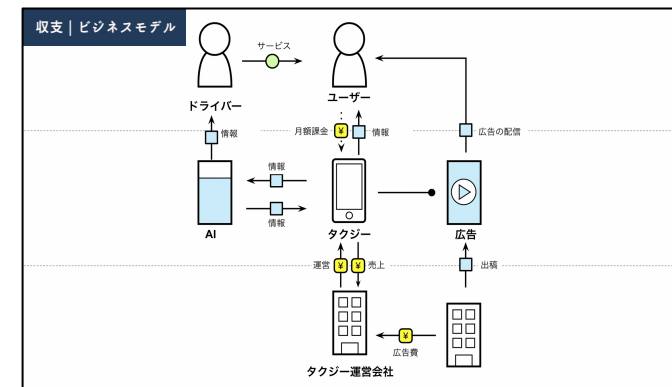 収支 | ビジネスモデル
サービス
ドライバー
ユーザー
情報
月額課金
¥
情報
広告の配信
情報
情報
AI
タクジー
広告
運営
¥
¥
売上
出稿
¥
広告費
タクジー運営会社